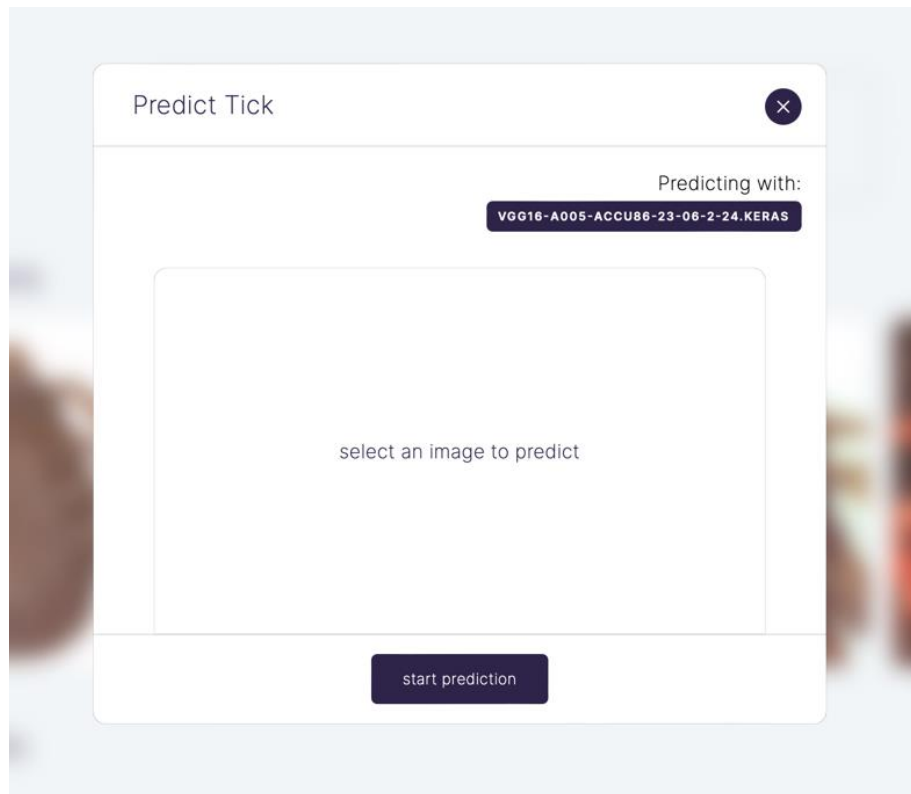 Predict Tick
Predicting with:
VGG16-A005-ACCU86-23-06-2-24.KERAS
select an image to predict
start prediction